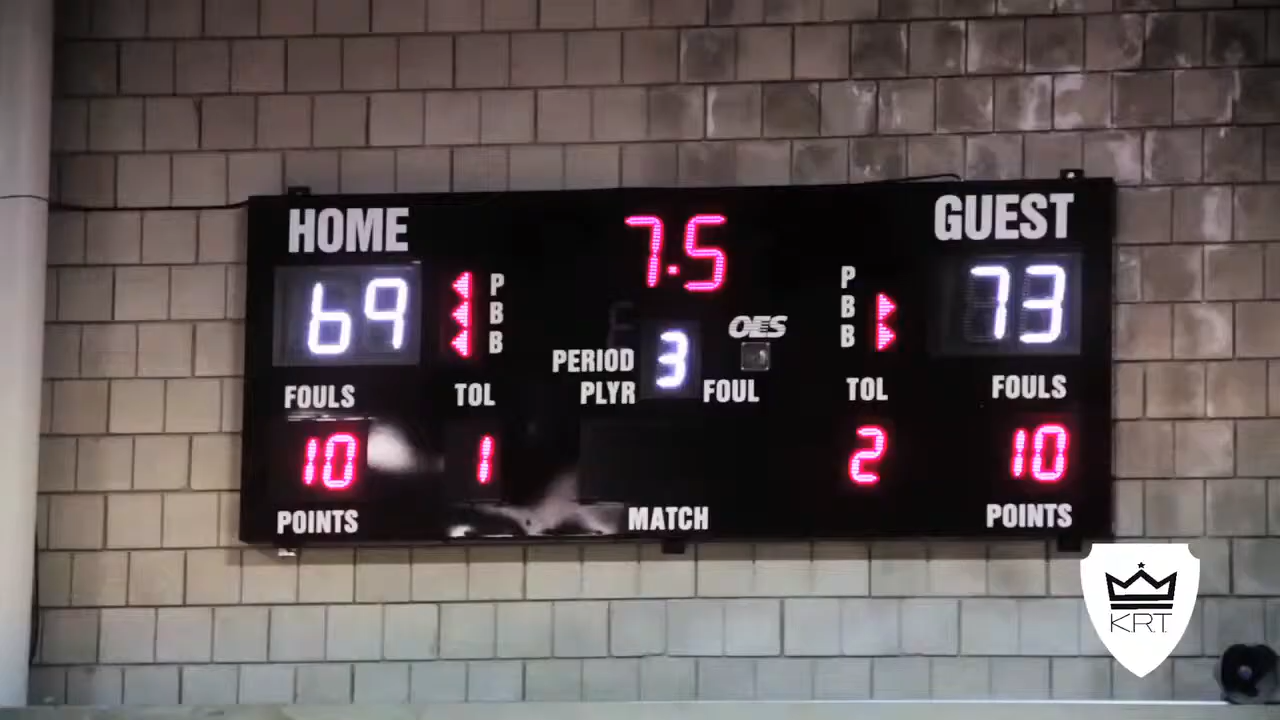 HOME
7.5
GUEST
69
P
B
B
P
B
B
73
OES
PERIOD 3
PLYR
FOUL
FOULS
TOL
TOL
FOULS
10
1
2
10
POINTS
MATCH
POINTS
K.R.T.